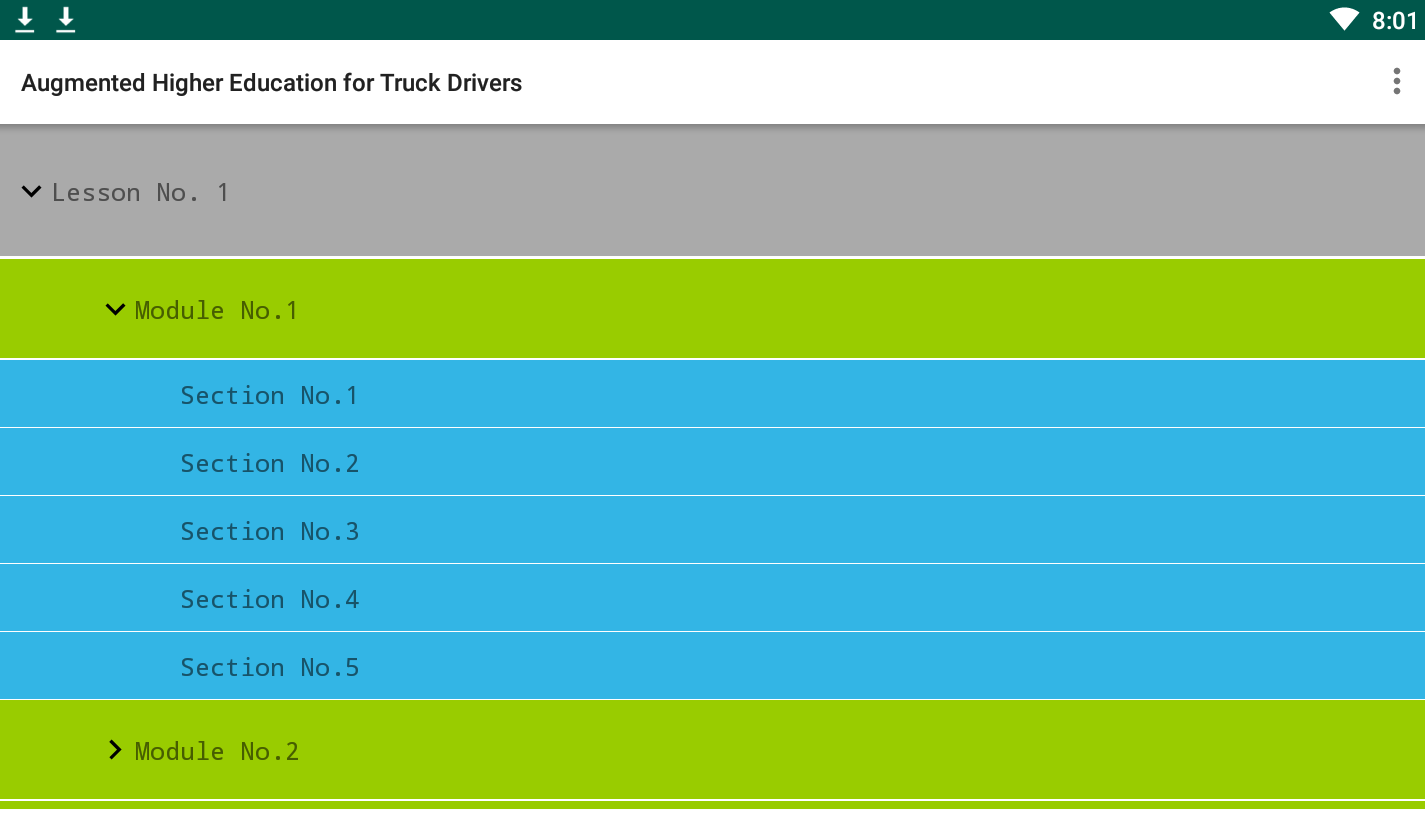 8:01
Augmented Higher Education for Truck Drivers
Lesson No. 1
Module No.1
Section No.1
Section No.2
Section No.3
Section No.4
Section No.5
Module No.2